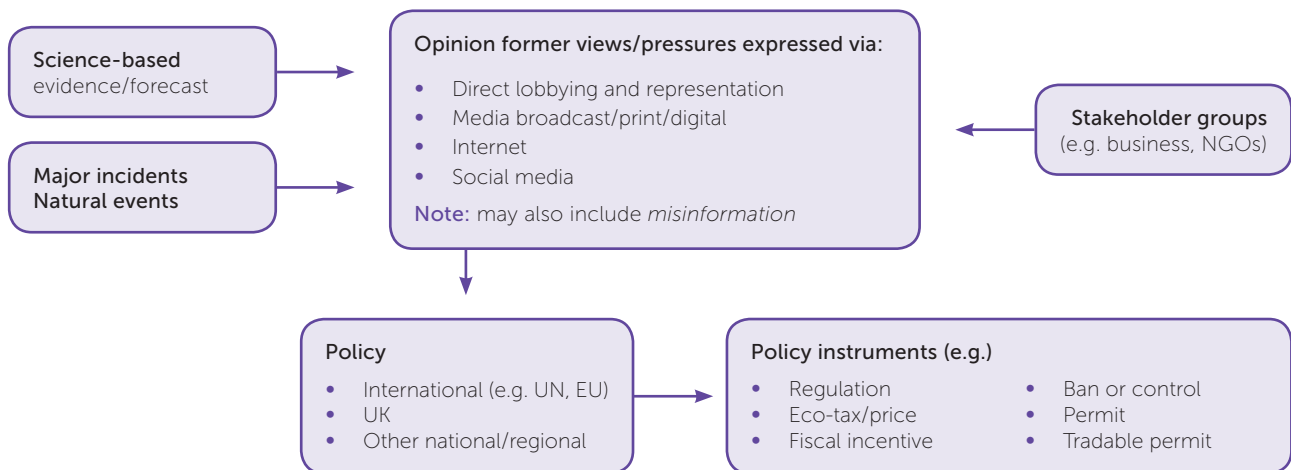 Science-based
evidence/forecast
Major incidents
Natural events
Opinion former views/pressures expressed via:
• Direct lobbying and representation
• Media broadcast/print/digital
• Internet
• Social media
Note: may also include misinformation
Stakeholder groups
(e.g. business, NGOs)
Policy
• International (e.g. UN, EU)
• UK
• Other national/regional
Policy instruments (e.g.)
• Regulation
• Eco-tax/price
• Fiscal incentive
• Ban or control
• Permit
• Tradable permit